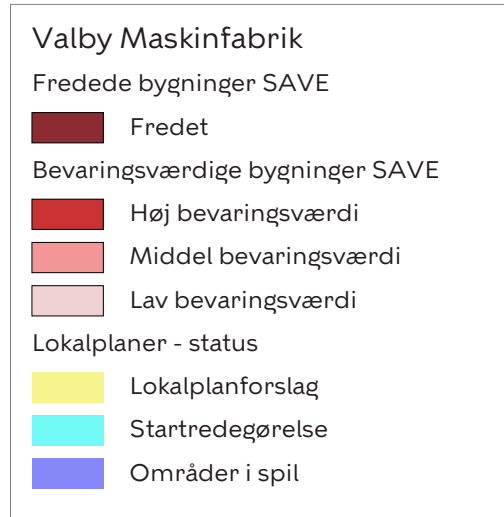 Valby Maskinfabrik
Fredede bygninger SAVE
Fredet
Bevaringsværdige bygninger SAVE
Høj bevaringsværdi
Middel bevaringsværdi
Lav bevaringsværdi
Lokalplaner - status
Lokalplanforslag
Startredegørelse
Områder i spil